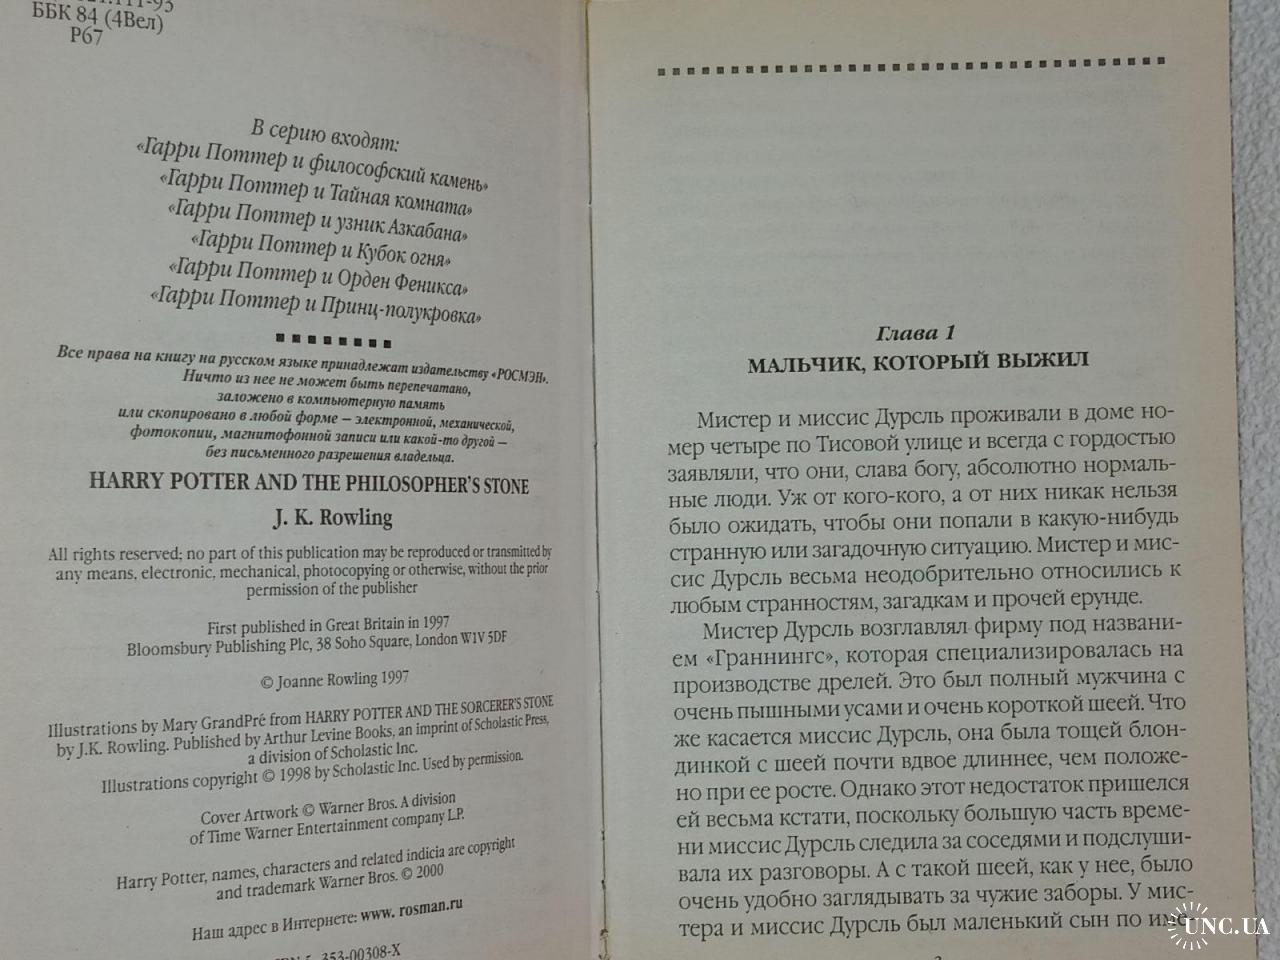 ББК 84 (4Вел)
Р67
В серию входят:
«Гарри Поттер и философский камень»
«Гарри Поттер и Тайная комната»
«Гарри Поттер и узник Азкабана»
«Гарри Поттер и Кубок огня»
«Гарри Поттер и Орден Феникса»
«Гарри Поттер и Принц-полукровка»
Все права на книгу на русском языке принадлежат издательству «РОСМЭН».
Ничто из нее не может быть перепечатано,
заложено в компьютерную память
или скопировано в любой форме — электронной, механической,
фотокопии, магнитофонной записи или какой-то другой —
без письменного разрешения владельца.
HARRY POTTER AND THE PHILOSOPHER'S STONE
J. K. Rowling
All rights reserved; no part of this publication may be reproduced or transmitted by
any means, electronic, mechanical, photocopying or otherwise, without the prior
permission of the publisher
First published in Great Britain in 1997
Bloomsbury Publishing Plc, 38 Soho Square, London W1V 5DF
© Joanne Rowling 1997
Illustrations by Mary GrandPré from HARRY POTTER AND THE SORCERER'S STONE
by J.K. Rowling. Published by Arthur Levine Books, an imprint of Scholastic Press,
a division of Scholastic Inc.
Illustrations copyright © 1998 by Scholastic Inc. Used by permission.
Cover Artwork © Warner Bros. A division
of Time Warner Entertainment company L.P.
Harry Potter, names, characters and related indicia are copyright
and trademark Warner Bros. © 2000
Наш адрес в Интернете: www. rosman.ru
353-00308-X
Глава 1
МАЛЬЧИК, КОТОРЫЙ ВЫЖИЛ
Мистер и миссис Дурсль проживали в доме но-
мер четыре по Тисовой улице и всегда с гордостью
заявляли, что они, слава богу, абсолютно нормаль-
ные люди. Уж от кого-кого, а от них никак нельзя
было ожидать, чтобы они попали в какую-нибудь
странную или загадочную ситуацию. Мистер и мис-
сис Дурсль весьма неодобрительно относились к
любым странностям, загадкам и прочей ерунде.
Мистер Дурсль возглавлял фирму под названи-
ем «Граннингс», которая специализировалась на
производстве дрелей. Это был полный мужчина с
очень пышными усами и очень короткой шеей. Что
же касается миссис Дурсль, она была тощей блон-
динкой с шеей почти вдвое длиннее, чем положе-
но при ее росте. Однако этот недостаток пришелся
ей весьма кстати, поскольку большую часть време-
ни миссис Дурсль следила за соседями и подслуши-
вала их разговоры. А с такой шеей, как у нее, было
очень удобно заглядывать за чужие заборы. У мис-
тера и миссис Дурсль был маленький сын по име-
UNC.UA